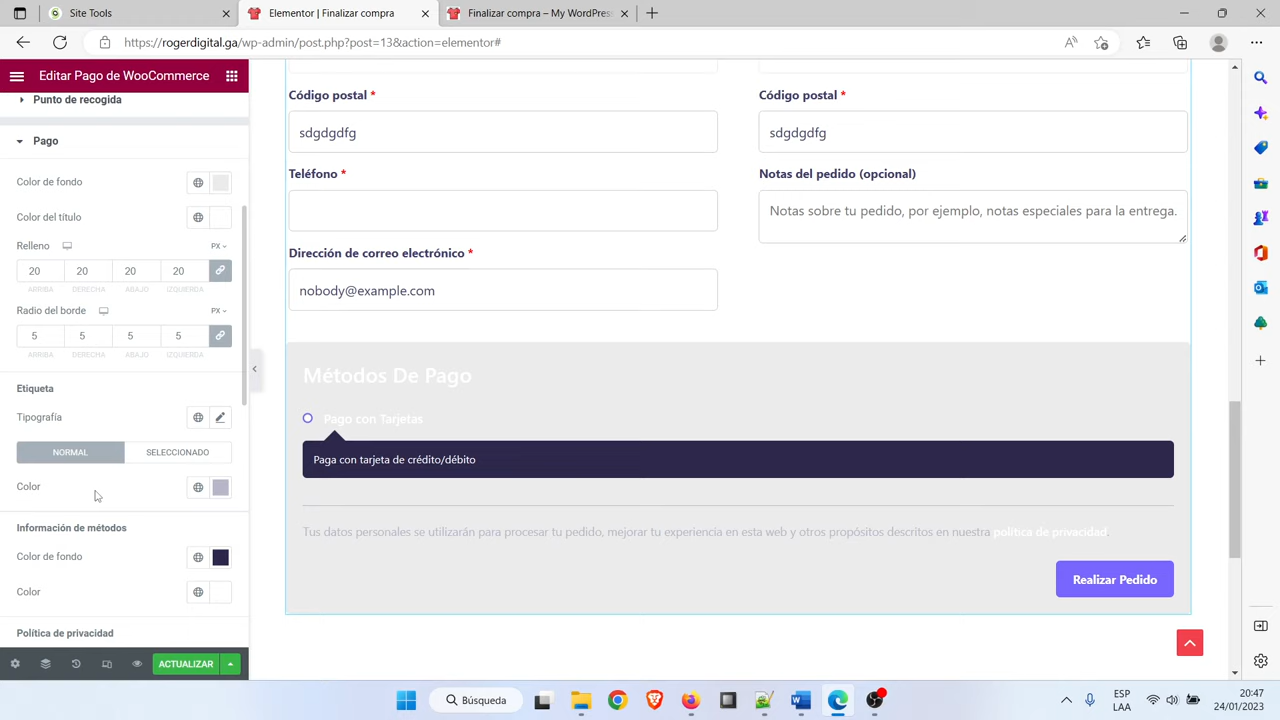 Site Tools
Elementor | Finalizar compra
Finalizar compra – My WordPres
https://rogerdigital.ga/wp-admin/post.php?post=13&action=elementor#
Editar Pago de WooCommerce
Punto de recogida
Pago
Color de fondo
Color del título
Relleno
PX
20 20 20 20
ARRIBA DERECHA ABAJO IZQUIERDA
Radio del borde
PX
5 5 5 5
ARRIBA DERECHA ABAJO IZQUIERDA
Etiqueta
Tipografía
NORMAL SELECCIONADO
Color
Información de métodos
Color de fondo
Color
Política de privacidad
ACTUALIZAR
Código postal *
sdgdgdfg
Código postal *
sdgdgdfg
Teléfono *
Notas del pedido (opcional)
Notas sobre tu pedido, por ejemplo, notas especiales para la entrega.
Dirección de correo electrónico *
nobody@example.com
Métodos De Pago
Pago con Tarjetas
Paga con tarjeta de crédito/débito
Tus datos personales se utilizarán para procesar tu pedido, mejorar tu experiencia en esta web y otros propósitos descritos en nuestra política de privacidad.
Realizar Pedido
Búsqueda
ESP
LAA
20:47
24/01/2023